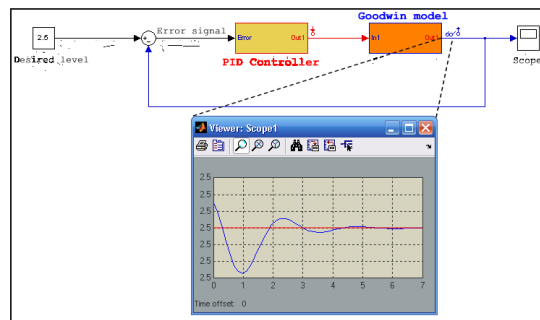 Goodwin model
2.5
Error signal
Error
Out1
In1
Out1
Desired level
PID Controller
Scope
Viewer: Scope1
2.5
2.5
2.5
2.5
2.5
2.5
2.5
0 1 2 3 4 5 6 7
Time offset: 0